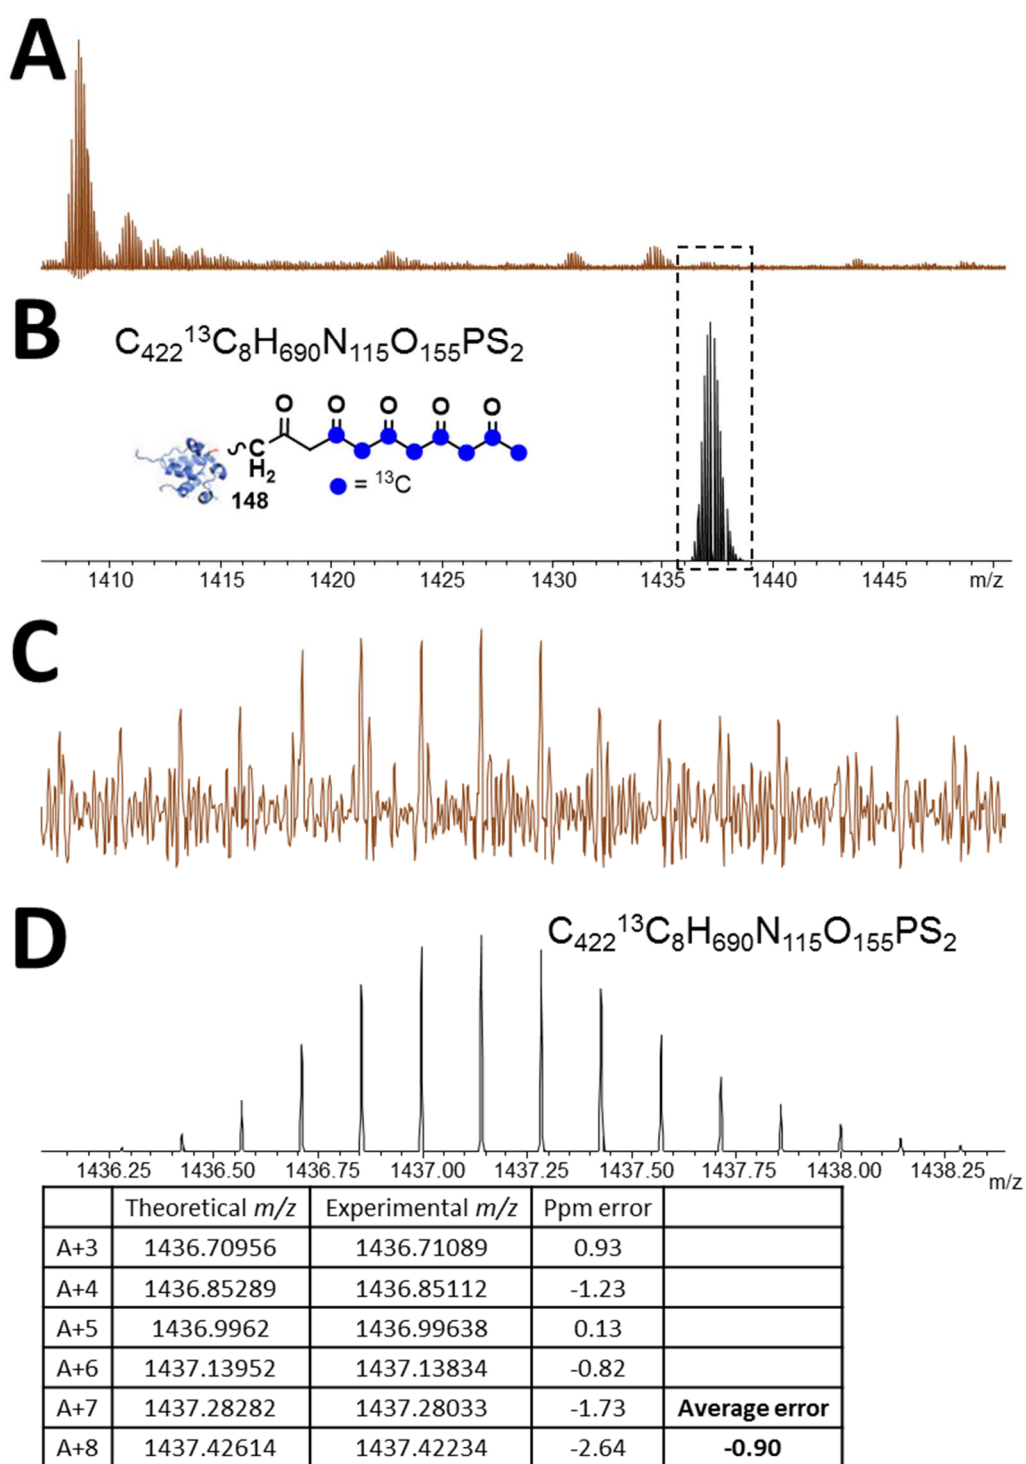 A
B
C₄₂₂¹³C₈H₆₉₀N₁₁₅O₁₅₅PS₂
O O O O O
C
H₂
148
= ¹³C
1410 1415 1420 1425 1430 1435 1440 1445 m/z
C
D
C₄₂₂¹³C₈H₆₉₀N₁₁₅O₁₅₅PS₂
1436.25 1436.50 1436.75 1437.00 1437.25 1437.50 1437.75 1438.00 1438.25 m/z
Theoretical m/z Experimental m/z Ppm error
A+3 1436.70956 1436.71089 0.93
A+4 1436.85289 1436.85112 -1.23
A+5 1436.9962 1436.99638 0.13
A+6 1437.13952 1437.13834 -0.82
A+7 1437.28282 1437.28033 -1.73 Average error
A+8 1437.42614 1437.42234 -2.64 -0.90